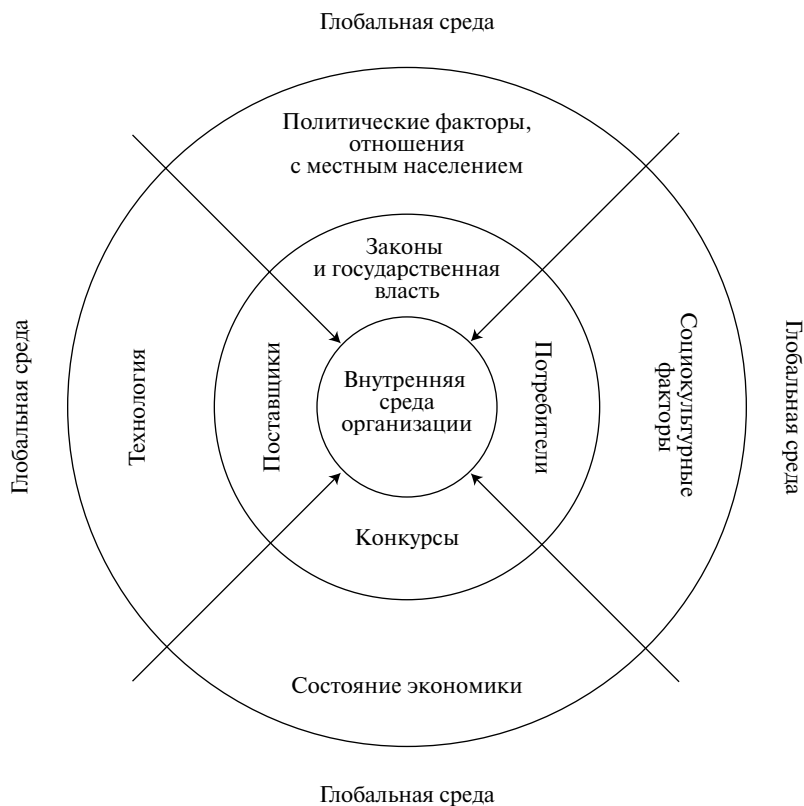 Глобальная среда
Политические факторы,
отношения
с местным населением
Законы
и государственная
власть
Глобальная среда
Технология
Поставщики
Внутренняя
среда
организации
Потребители
Социокультурные
факторы
Глобальная среда
Конкурсы
Состояние экономики
Глобальная среда